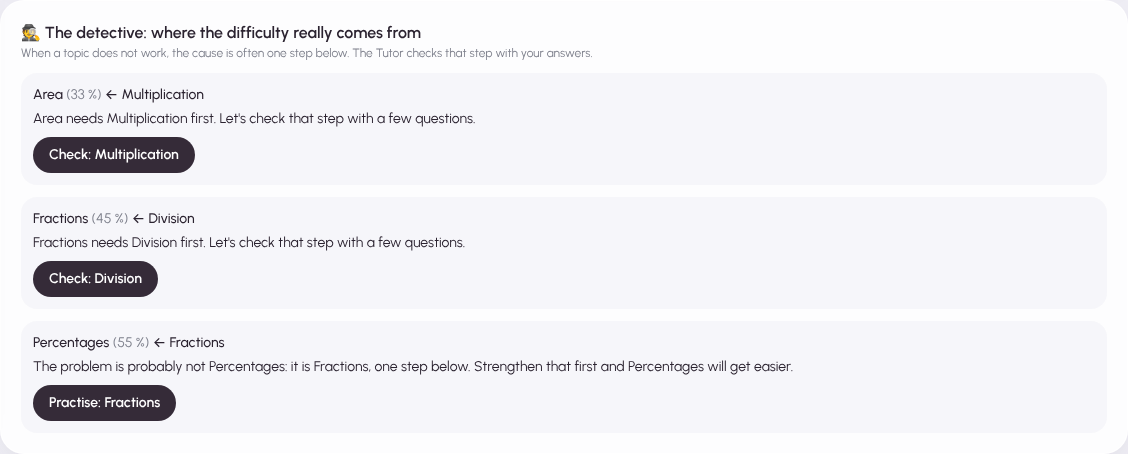 🕵️ The detective: where the difficulty really comes from
When a topic does not work, the cause is often one step below. The Tutor checks that step with your answers.
Area (33 %) ← Multiplication
Area needs Multiplication first. Let's check that step with a few questions.
Check: Multiplication
Fractions (45 %) ← Division
Fractions needs Division first. Let's check that step with a few questions.
Check: Division
Percentages (55 %) ← Fractions
The problem is probably not Percentages: it is Fractions, one step below. Strengthen that first and Percentages will get easier.
Practise: Fractions